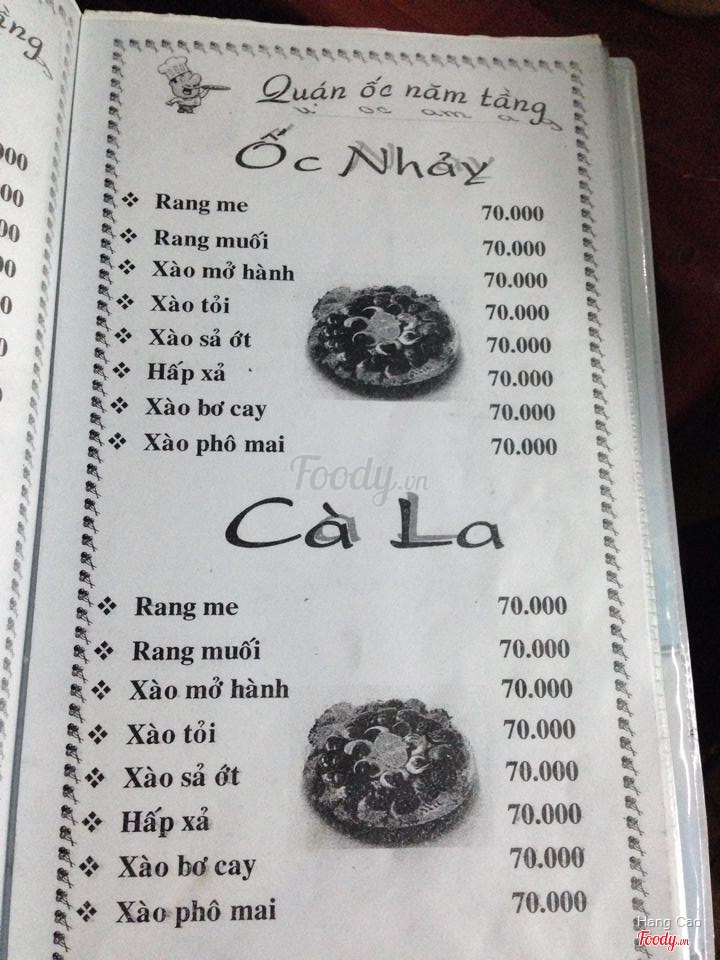 Quán ốc năm tầng
Ốc Nhảy
❖ Rang me 70.000
❖ Rang muối 70.000
❖ Xào mở hành 70.000
❖ Xào tỏi 70.000
❖ Xào sả ớt 70.000
❖ Hấp xả 70.000
❖ Xào bơ cay 70.000
❖ Xào phô mai 70.000
Foody.vn
Cà La
❖ Rang me 70.000
❖ Rang muối 70.000
❖ Xào mở hành 70.000
❖ Xào tỏi 70.000
❖ Xào sả ớt 70.000
❖ Hấp xả 70.000
❖ Xào bơ cay 70.000
❖ Xào phô mai 70.000
Hang Cao
Foody.vn